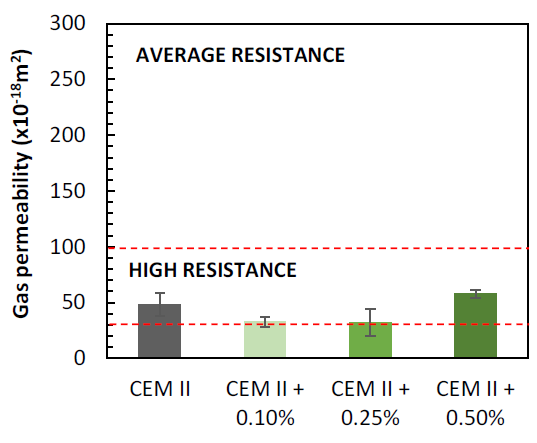 Gas permeability (x10⁻¹⁸m²)
300
250
200
150
100
50
0
AVERAGE RESISTANCE
HIGH RESISTANCE
CEM II
CEM II +
0.10%
CEM II +
0.25%
CEM II +
0.50%